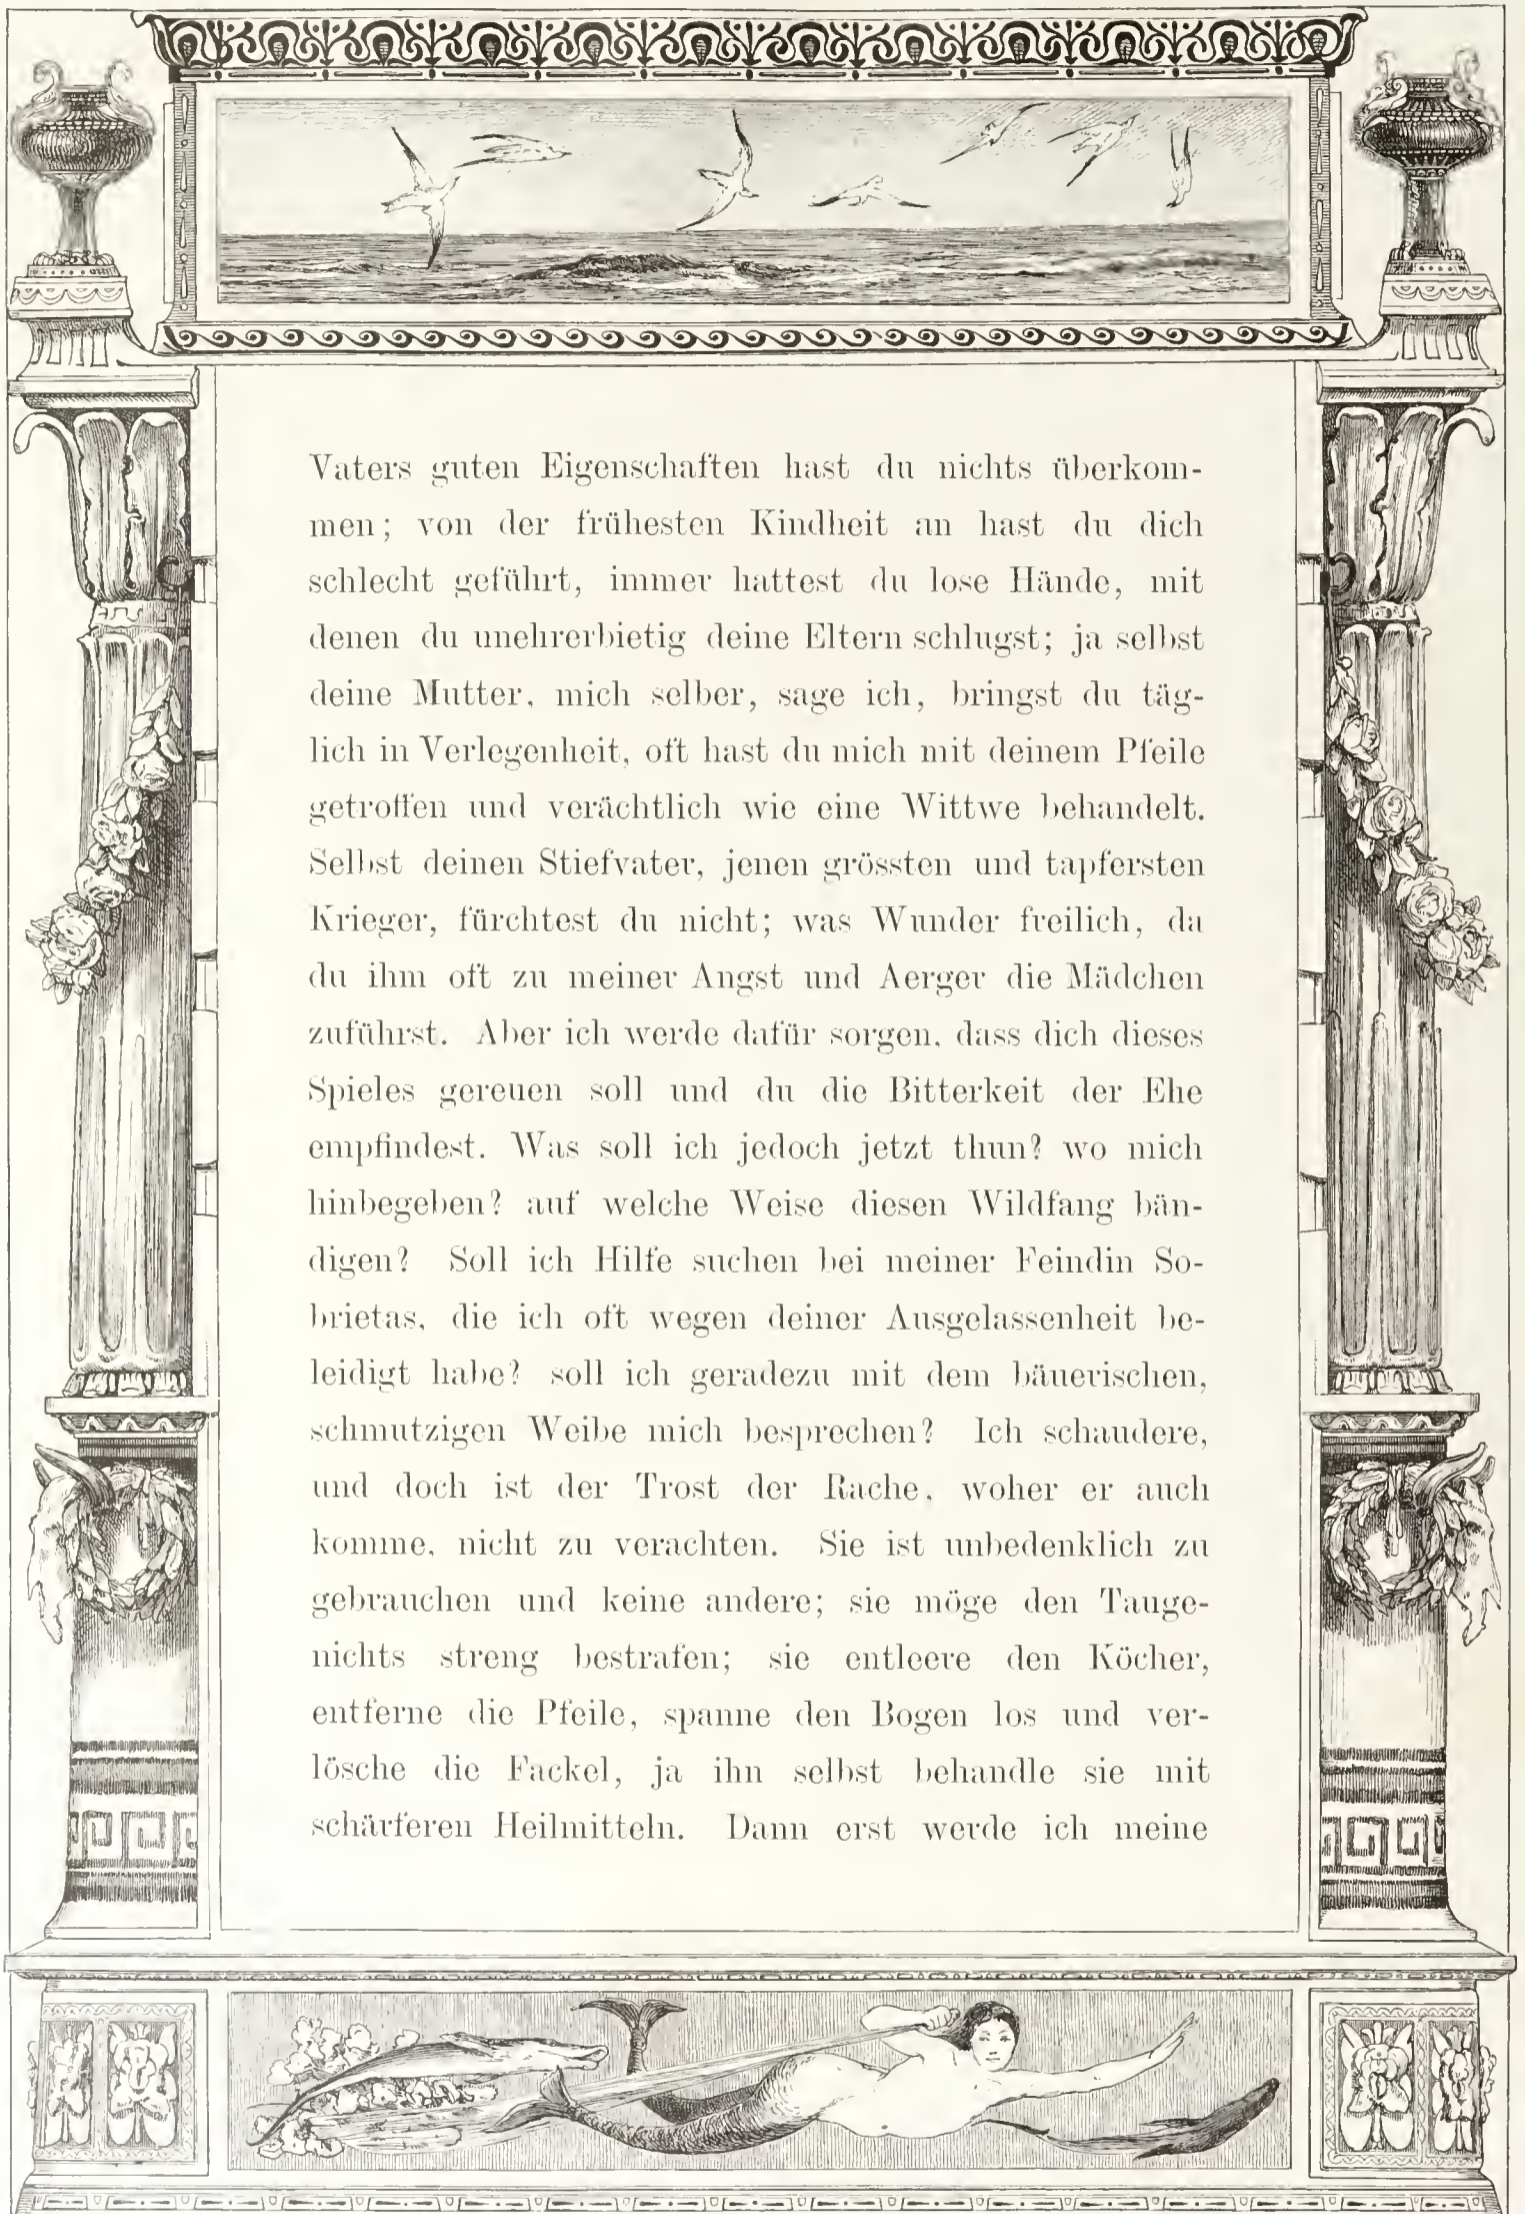 Vaters guten Eigenschaften hast du nichts überkom-
men; von der frühesten Kindheit an hast du dich
schlecht geführt, immer hattest du lose Hände, mit
denen du unehrerbietig deine Eltern schlugst; ja selbst
deine Mutter, mich selber, sage ich, bringst du täg-
lich in Verlegenheit, oft hast du mich mit deinem Pfeile
getroffen und verächtlich wie eine Wittwe behandelt.
Selbst deinen Stiefvater, jenen grössten und tapfersten
Krieger, fürchtest du nicht; was Wunder freilich, da
du ihm oft zu meiner Angst und Aerger die Mädchen
zuführst. Aber ich werde dafür sorgen, dass dich dieses
Spieles gereuen soll und du die Bitterkeit der Ehe
empfindest. Was soll ich jedoch jetzt thun? wo mich
hinbegeben? auf welche Weise diesen Wildfang bän-
digen? Soll ich Hilfe suchen bei meiner Feindin So-
brietas, die ich oft wegen deiner Ausgelassenheit be-
leidigt habe? soll ich geradezu mit dem bäuerischen,
schmutzigen Weibe mich besprechen? Ich schaudere,
und doch ist der Trost der Rache, woher er auch
komme, nicht zu verachten. Sie ist unbedenklich zu
gebrauchen und keine andere; sie möge den Tauge-
nichts streng bestrafen; sie entleere den Köcher,
entferne die Pfeile, spanne den Bogen los und ver-
lösche die Fackel, ja ihn selbst behandle sie mit
schärferen Heilmitteln. Dann erst werde ich meine